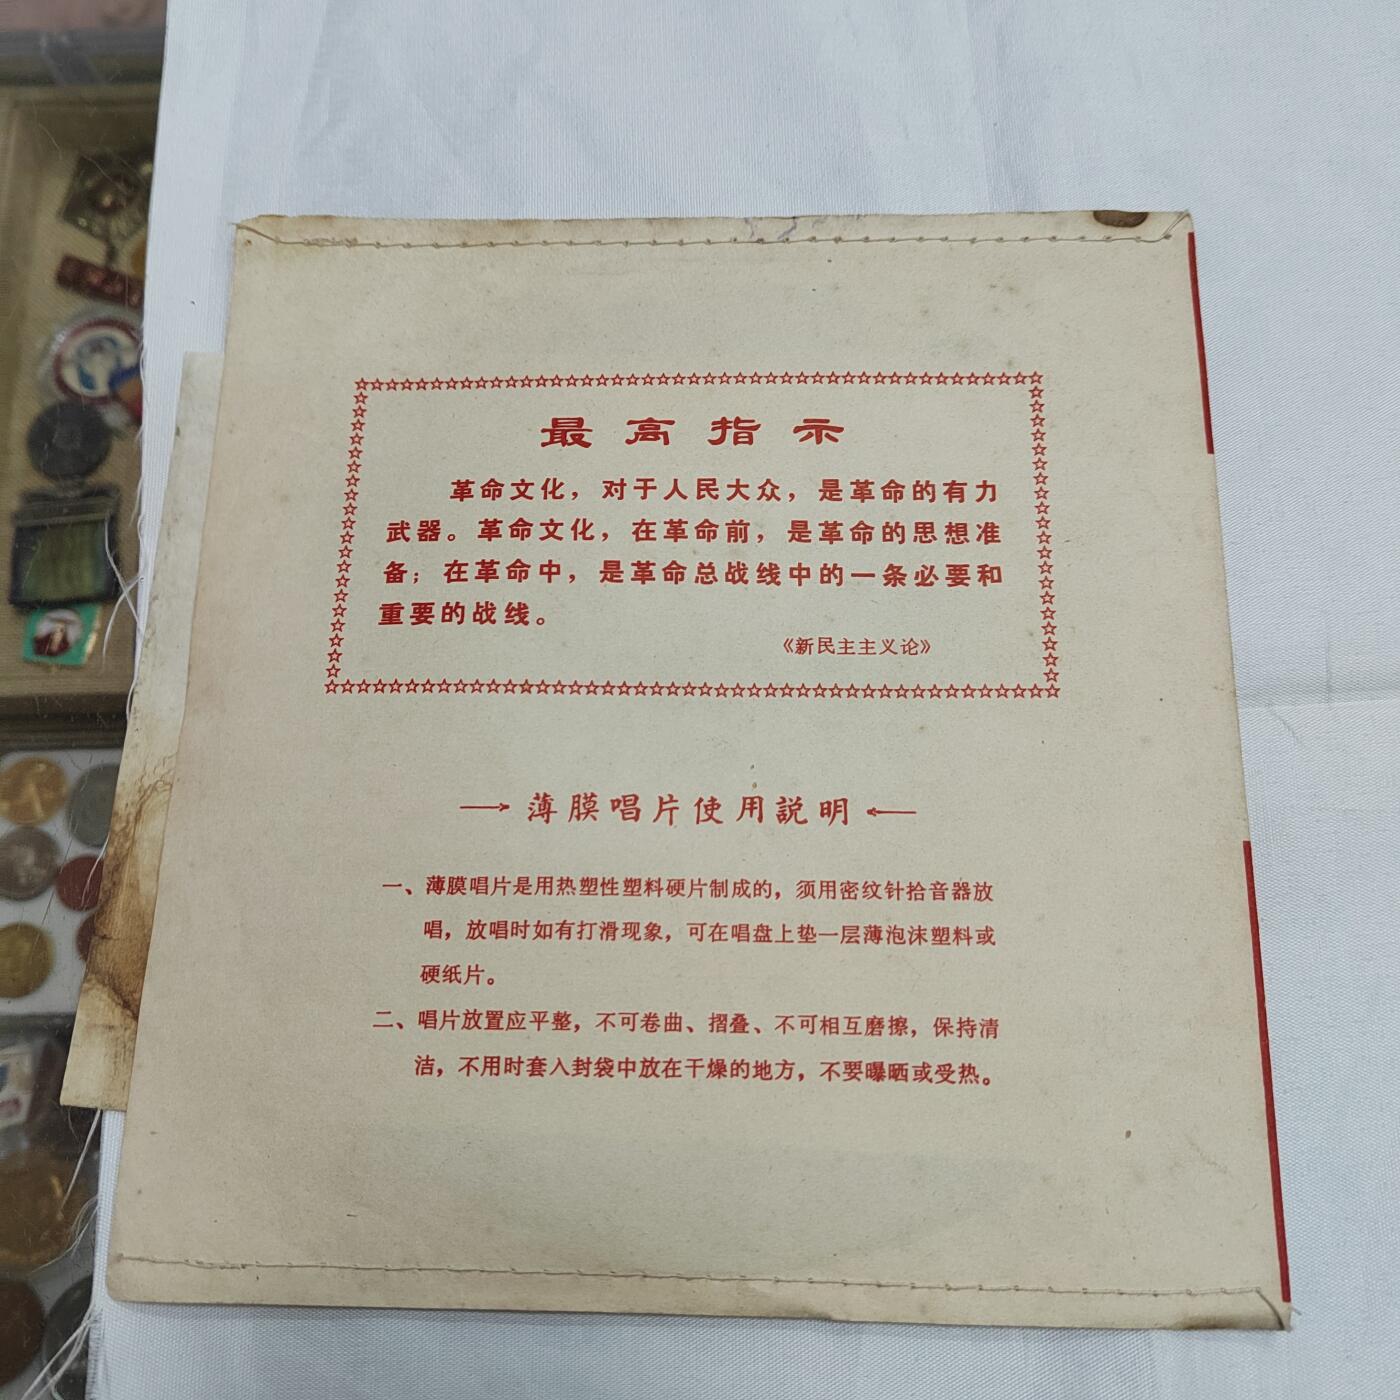 最高指示
革命文化，对于人民大众，是革命的有力
武器。革命文化，在革命前，是革命的思想准
备；在革命中，是革命总战线中的一条必要和
重要的战线。
《新民主主义论》
薄膜唱片使用説明
一、薄膜唱片是用热塑性塑料硬片制成的，须用密纹针拾音器放
唱，放唱时如有打滑现象，可在唱盘上垫一层薄泡沫塑料或
硬纸片。
二、唱片放置应平整，不可卷曲、摺叠、不可相互磨擦，保持清
洁，不用时套入封袋中放在干燥的地方，不要曝晒或受热。